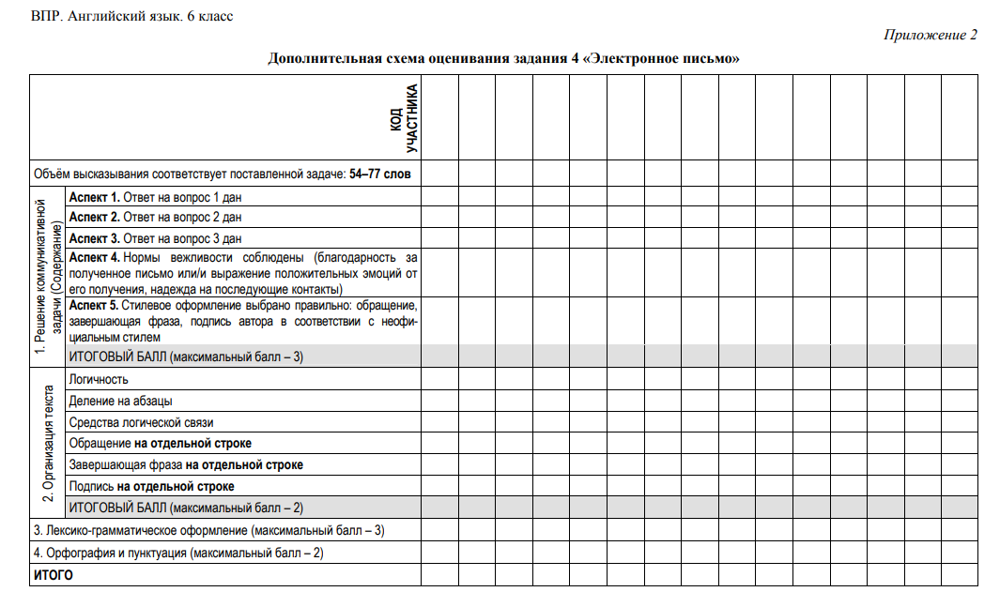 ВПР. Английский язык. 6 класс
Приложение 2
Дополнительная схема оценивания задания 4 «Электронное письмо»
КОД
УЧАСТНИКА
Объём высказывания соответствует поставленной задаче: 54–77 слов
1. Решение коммуникативной
задачи (Содержание)
Аспект 1. Ответ на вопрос 1 дан
Аспект 2. Ответ на вопрос 2 дан
Аспект 3. Ответ на вопрос 3 дан
Аспект 4. Нормы вежливости соблюдены (благодарность за
полученное письмо или/и выражение положительных эмоций от
его получения, надежда на последующие контакты)
Аспект 5. Стилевое оформление выбрано правильно: обращение,
завершающая фраза, подпись автора в соответствии с неофи-
циальным стилем
ИТОГОВЫЙ БАЛЛ (максимальный балл – 3)
2. Организация текста
Логичность
Деление на абзацы
Средства логической связи
Обращение на отдельной строке
Завершающая фраза на отдельной строке
Подпись на отдельной строке
ИТОГОВЫЙ БАЛЛ (максимальный балл – 2)
3. Лексико-грамматическое оформление (максимальный балл – 3)
4. Орфография и пунктуация (максимальный балл – 2)
ИТОГО